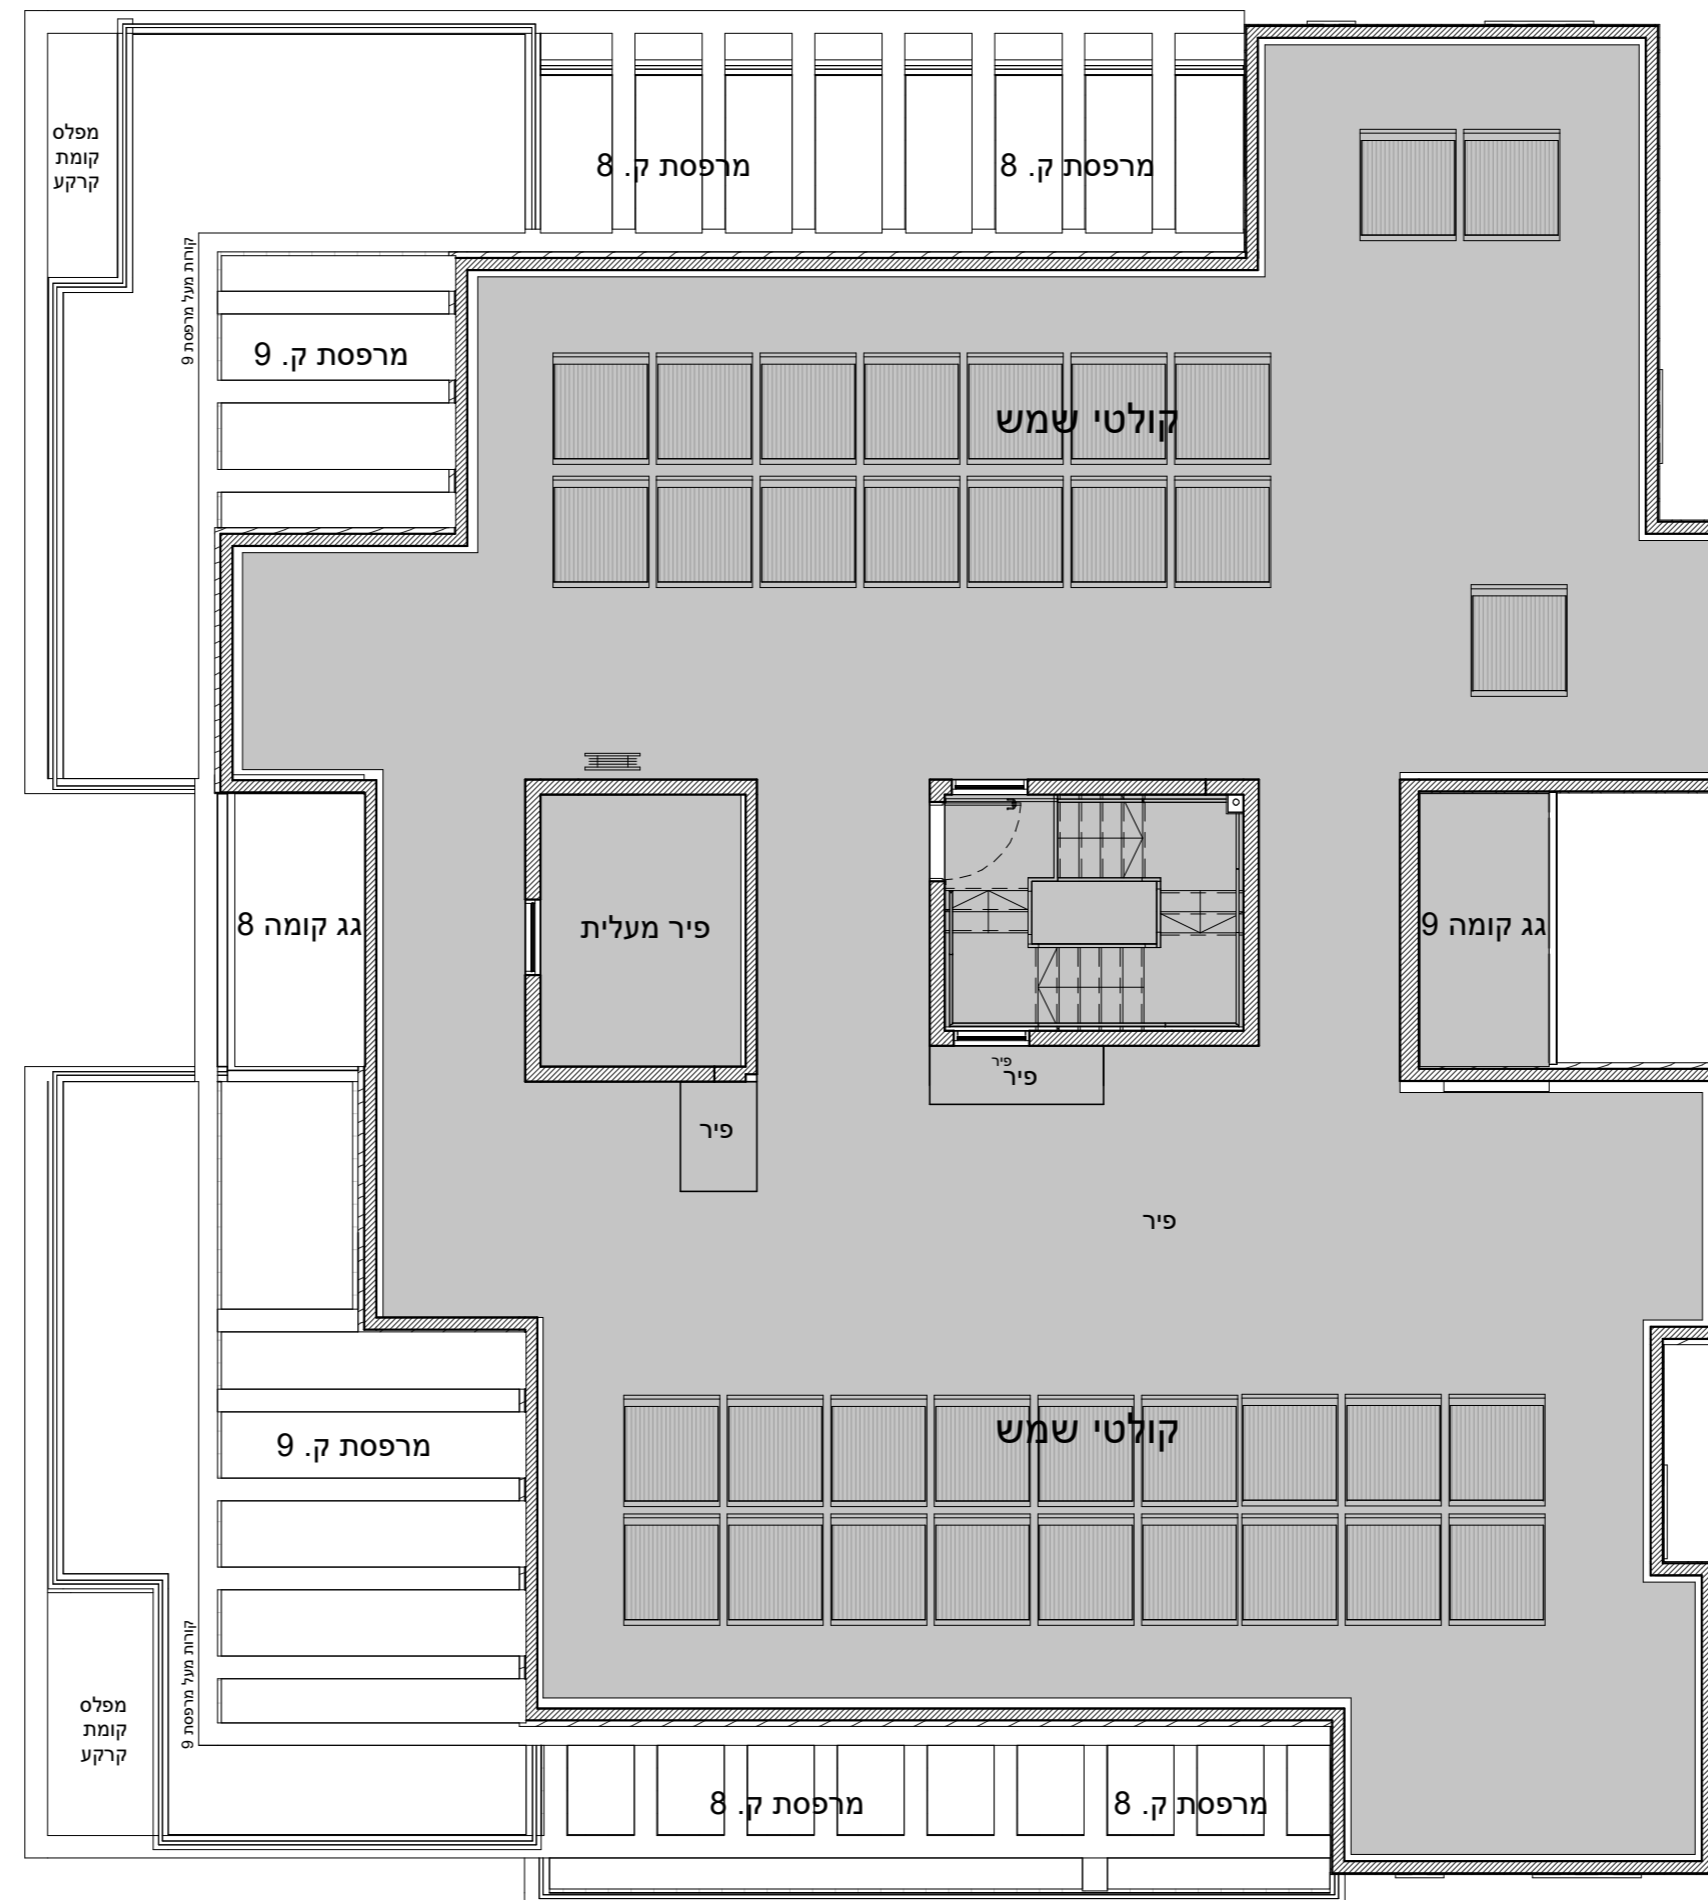 מרפסת ק. 8
מרפסת ק. 8
מפלס
קומת
קרקע
קורות מעל מרפסת 9
מרפסת ק. 9
קולטי שמש
גג קומה 8
פיר מעלית
גג קומה 9
פיר
פיר
פיר
פיר
קולטי שמש
מרפסת ק. 9
קורות מעל מרפסת 9
מפלס
קומת
קרקע
מרפסת ק. 8
מרפסת ק. 8